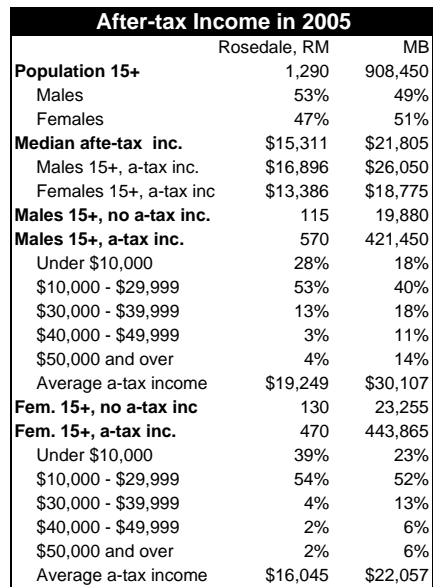 After-tax Income in 2005
Rosedale, RM MB
Population 15+ 1,290 908,450
Males 53% 49%
Females 47% 51%
Median afte-tax inc. $15,311 $21,805
Males 15+, a-tax inc. $16,896 $26,050
Females 15+, a-tax inc $13,386 $18,775
Males 15+, no a-tax inc. 115 19,880
Males 15+, a-tax inc. 570 421,450
Under $10,000 28% 18%
$10,000 - $29,999 53% 40%
$30,000 - $39,999 13% 18%
$40,000 - $49,999 3% 11%
$50,000 and over 4% 14%
Average a-tax income $19,249 $30,107
Fem. 15+, no a-tax inc 130 23,255
Fem. 15+, a-tax inc. 470 443,865
Under $10,000 39% 23%
$10,000 - $29,999 54% 52%
$30,000 - $39,999 4% 13%
$40,000 - $49,999 2% 6%
$50,000 and over 2% 6%
Average a-tax income $16,045 $22,057